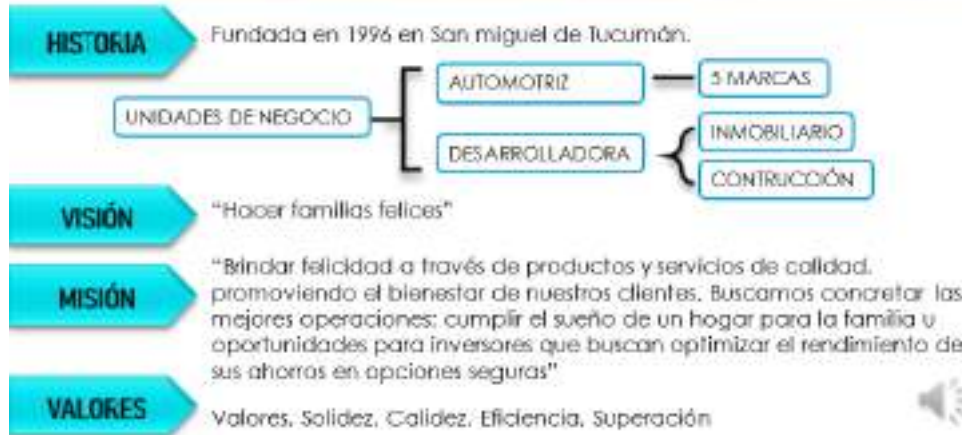 HISTORIA
Fundada en 1996 en San miguel de Tucumán.
UNIDADES DE NEGOCIO
AUTOMOTRIZ
5 MARCAS
DESARROLLADORA
INMOBILIARIO
CONTRUCCIÓN
VISIÓN
“Hacer familias felices”
MISIÓN
“Brindar felicidad a través de productos y servicios de calidad,
promoviendo el bienestar de nuestros clientes. Buscamos concretar las
mejores operaciones: cumplir el sueño de un hogar para la familia u
oportunidades para inversores que buscan optimizar el rendimiento de
sus ahorros en opciones seguras”
VALORES
Valores, Solidez, Calidez, Eficiencia, Superación